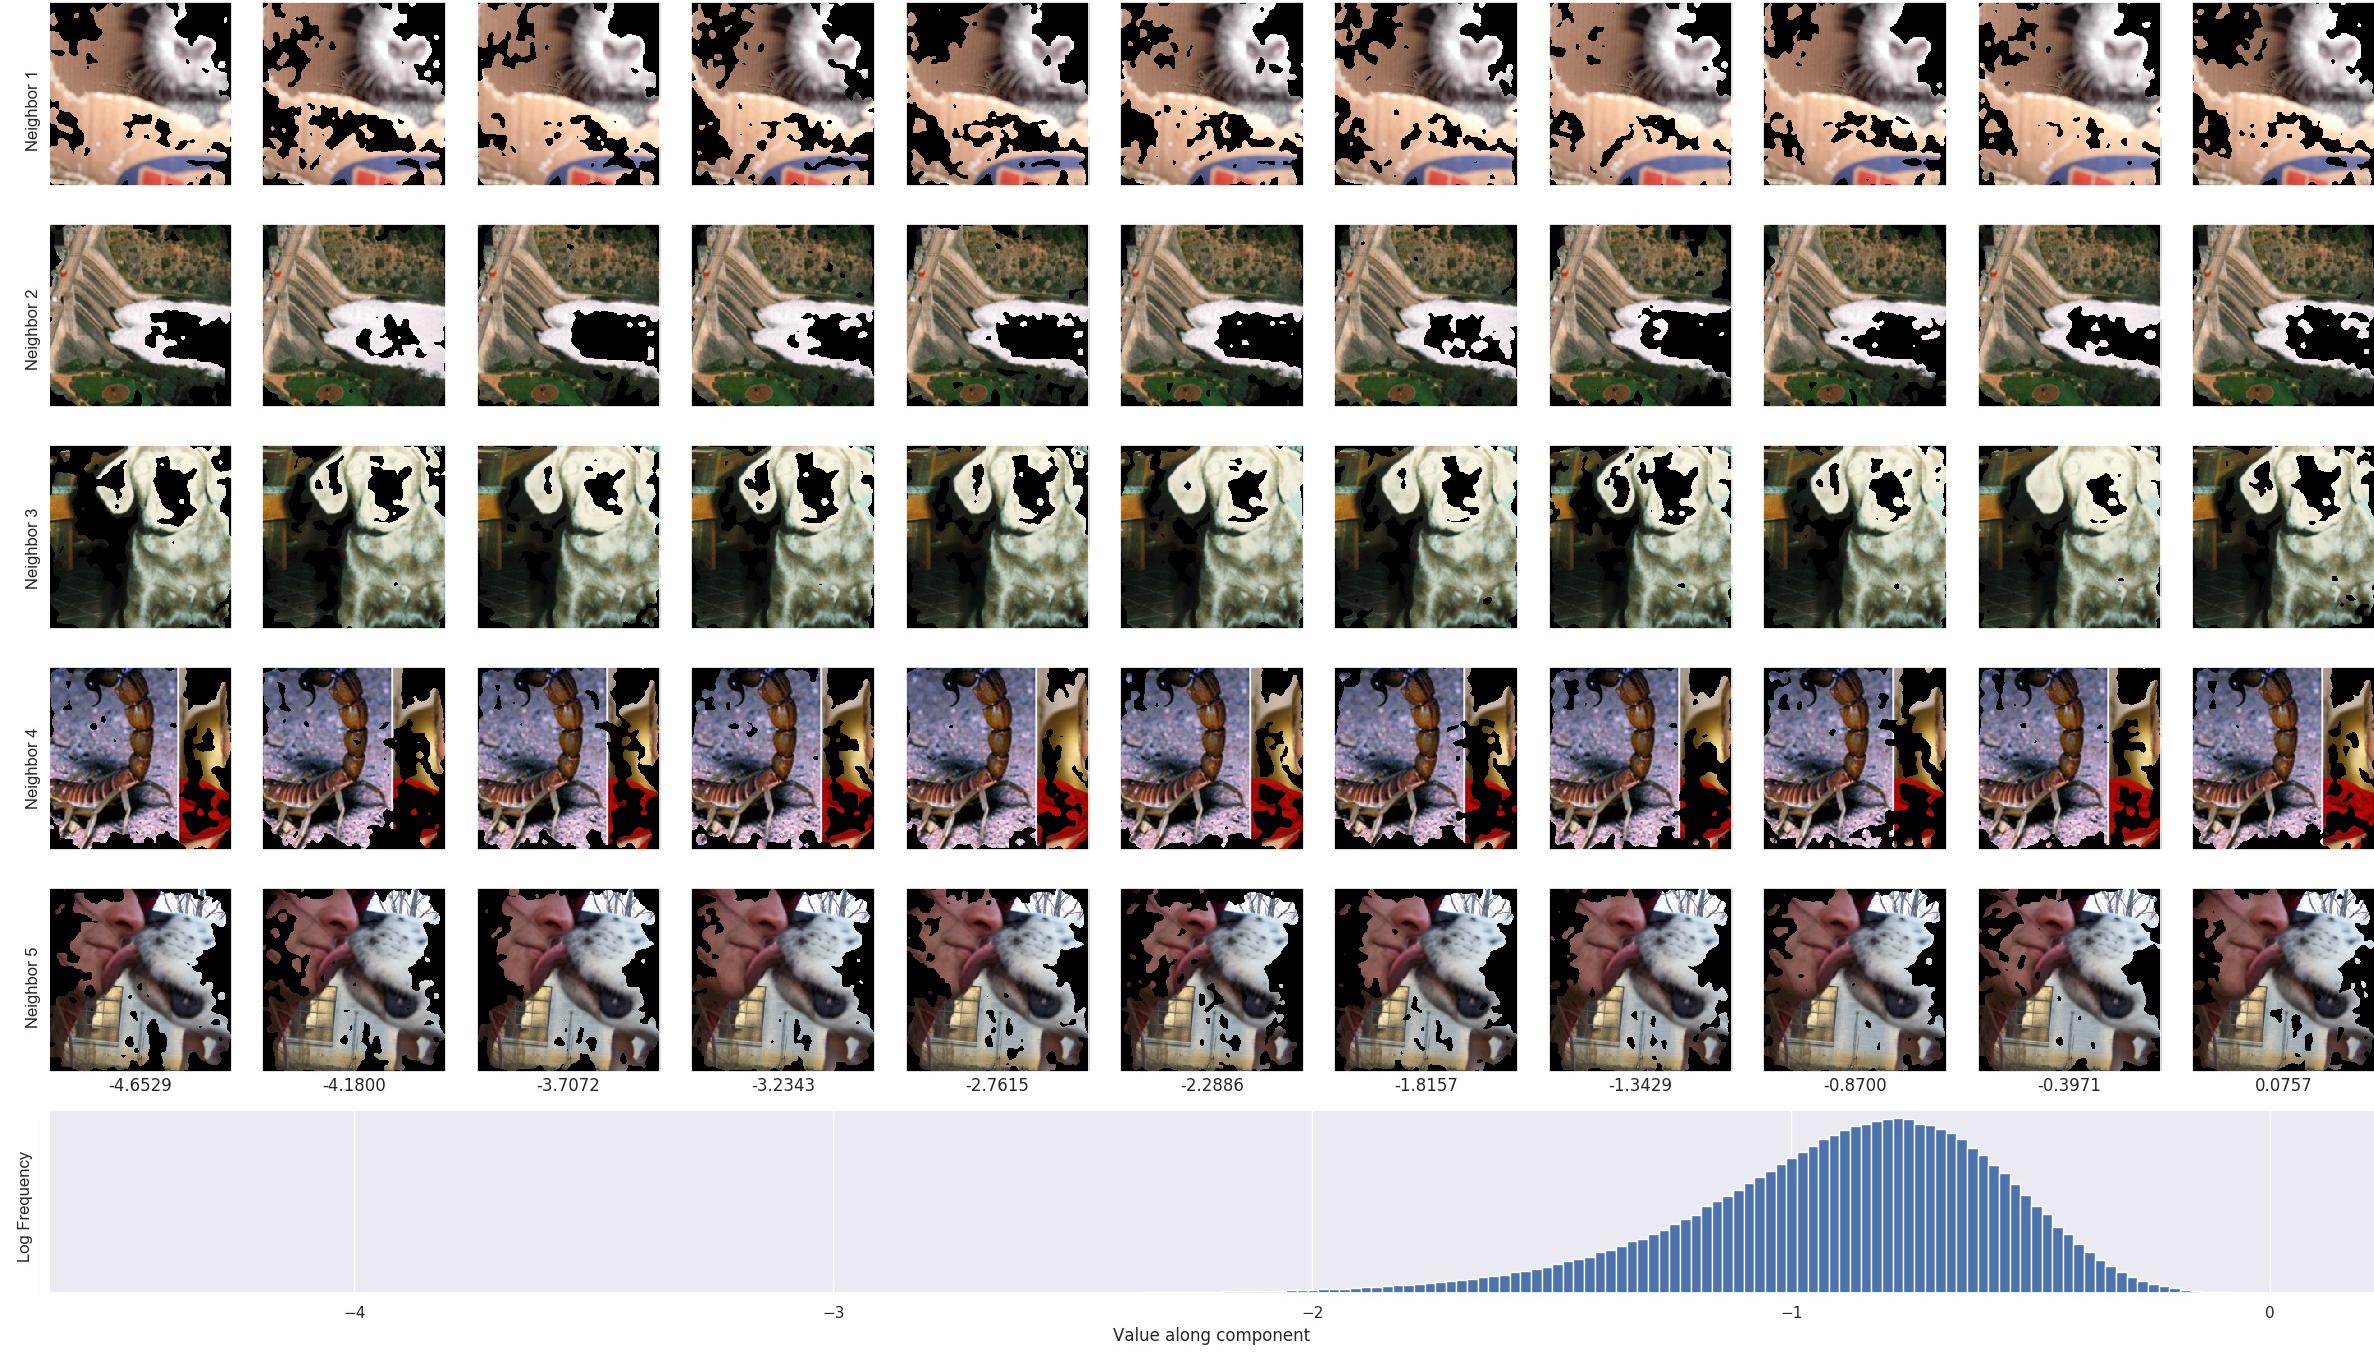 Neighbor 1
Neighbor 2
Neighbor 3
Neighbor 4
Neighbor 5
-4.6529 -4.1800 -3.7072 -3.2343 -2.7615 -2.2886 -1.8157 -1.3429 -0.8700 -0.3971 0.0757
Log Frequency
−4 −3 −2 −1 0
Value along component